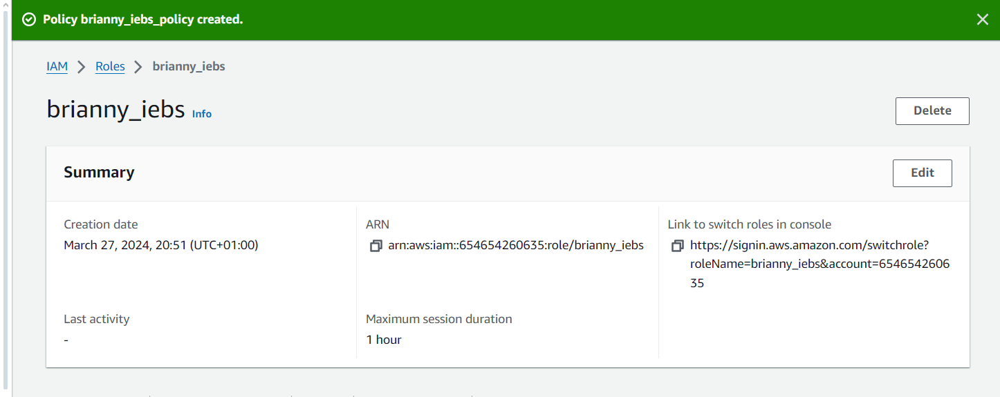 Policy brianny_iebs_policy created.
IAM > Roles > brianny_iebs
brianny_iebs Info
Delete
Summary
Edit
Creation date
March 27, 2024, 20:51 (UTC+01:00)
ARN
arn:aws:iam::654654260635:role/brianny_iebs
Link to switch roles in console
https://signin.aws.amazon.com/switchrole?
roleName=brianny_iebs&account=6546542606
35
Last activity
-
Maximum session duration
1 hour